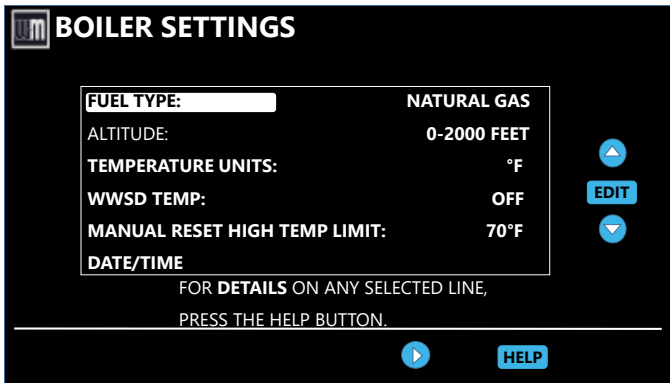 wm BOILER SETTINGS
FUEL TYPE: NATURAL GAS
ALTITUDE: 0-2000 FEET
TEMPERATURE UNITS: °F
WWSD TEMP: OFF
EDIT
MANUAL RESET HIGH TEMP LIMIT: 70°F
DATE/TIME
FOR DETAILS ON ANY SELECTED LINE,
PRESS THE HELP BUTTON.
HELP